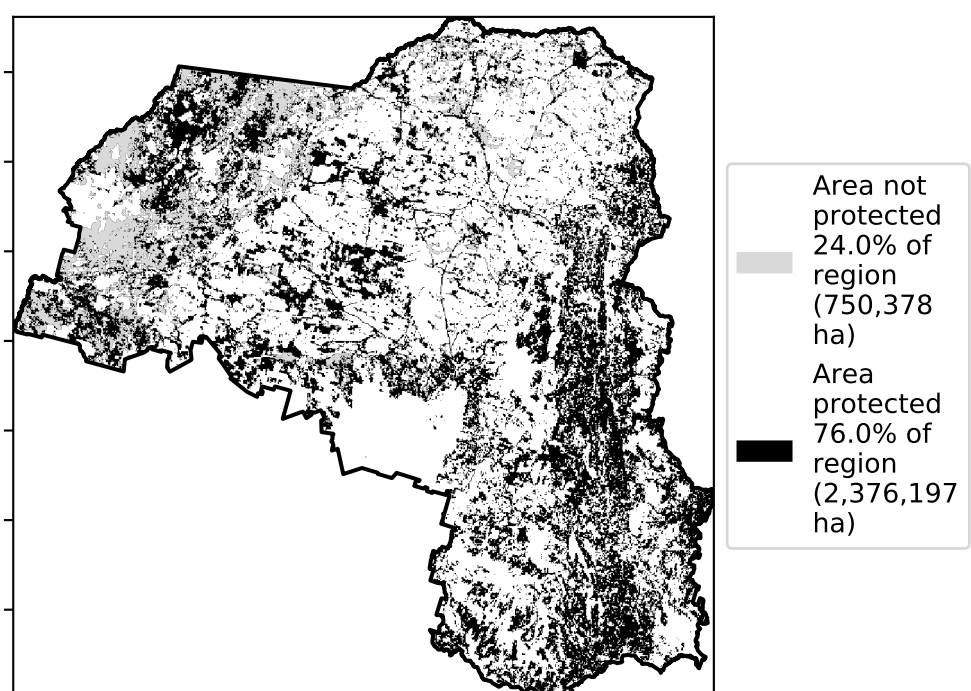 Area not
protected
24.0% of
region
(750,378
ha)
Area
protected
76.0% of
region
(2,376,197
ha)